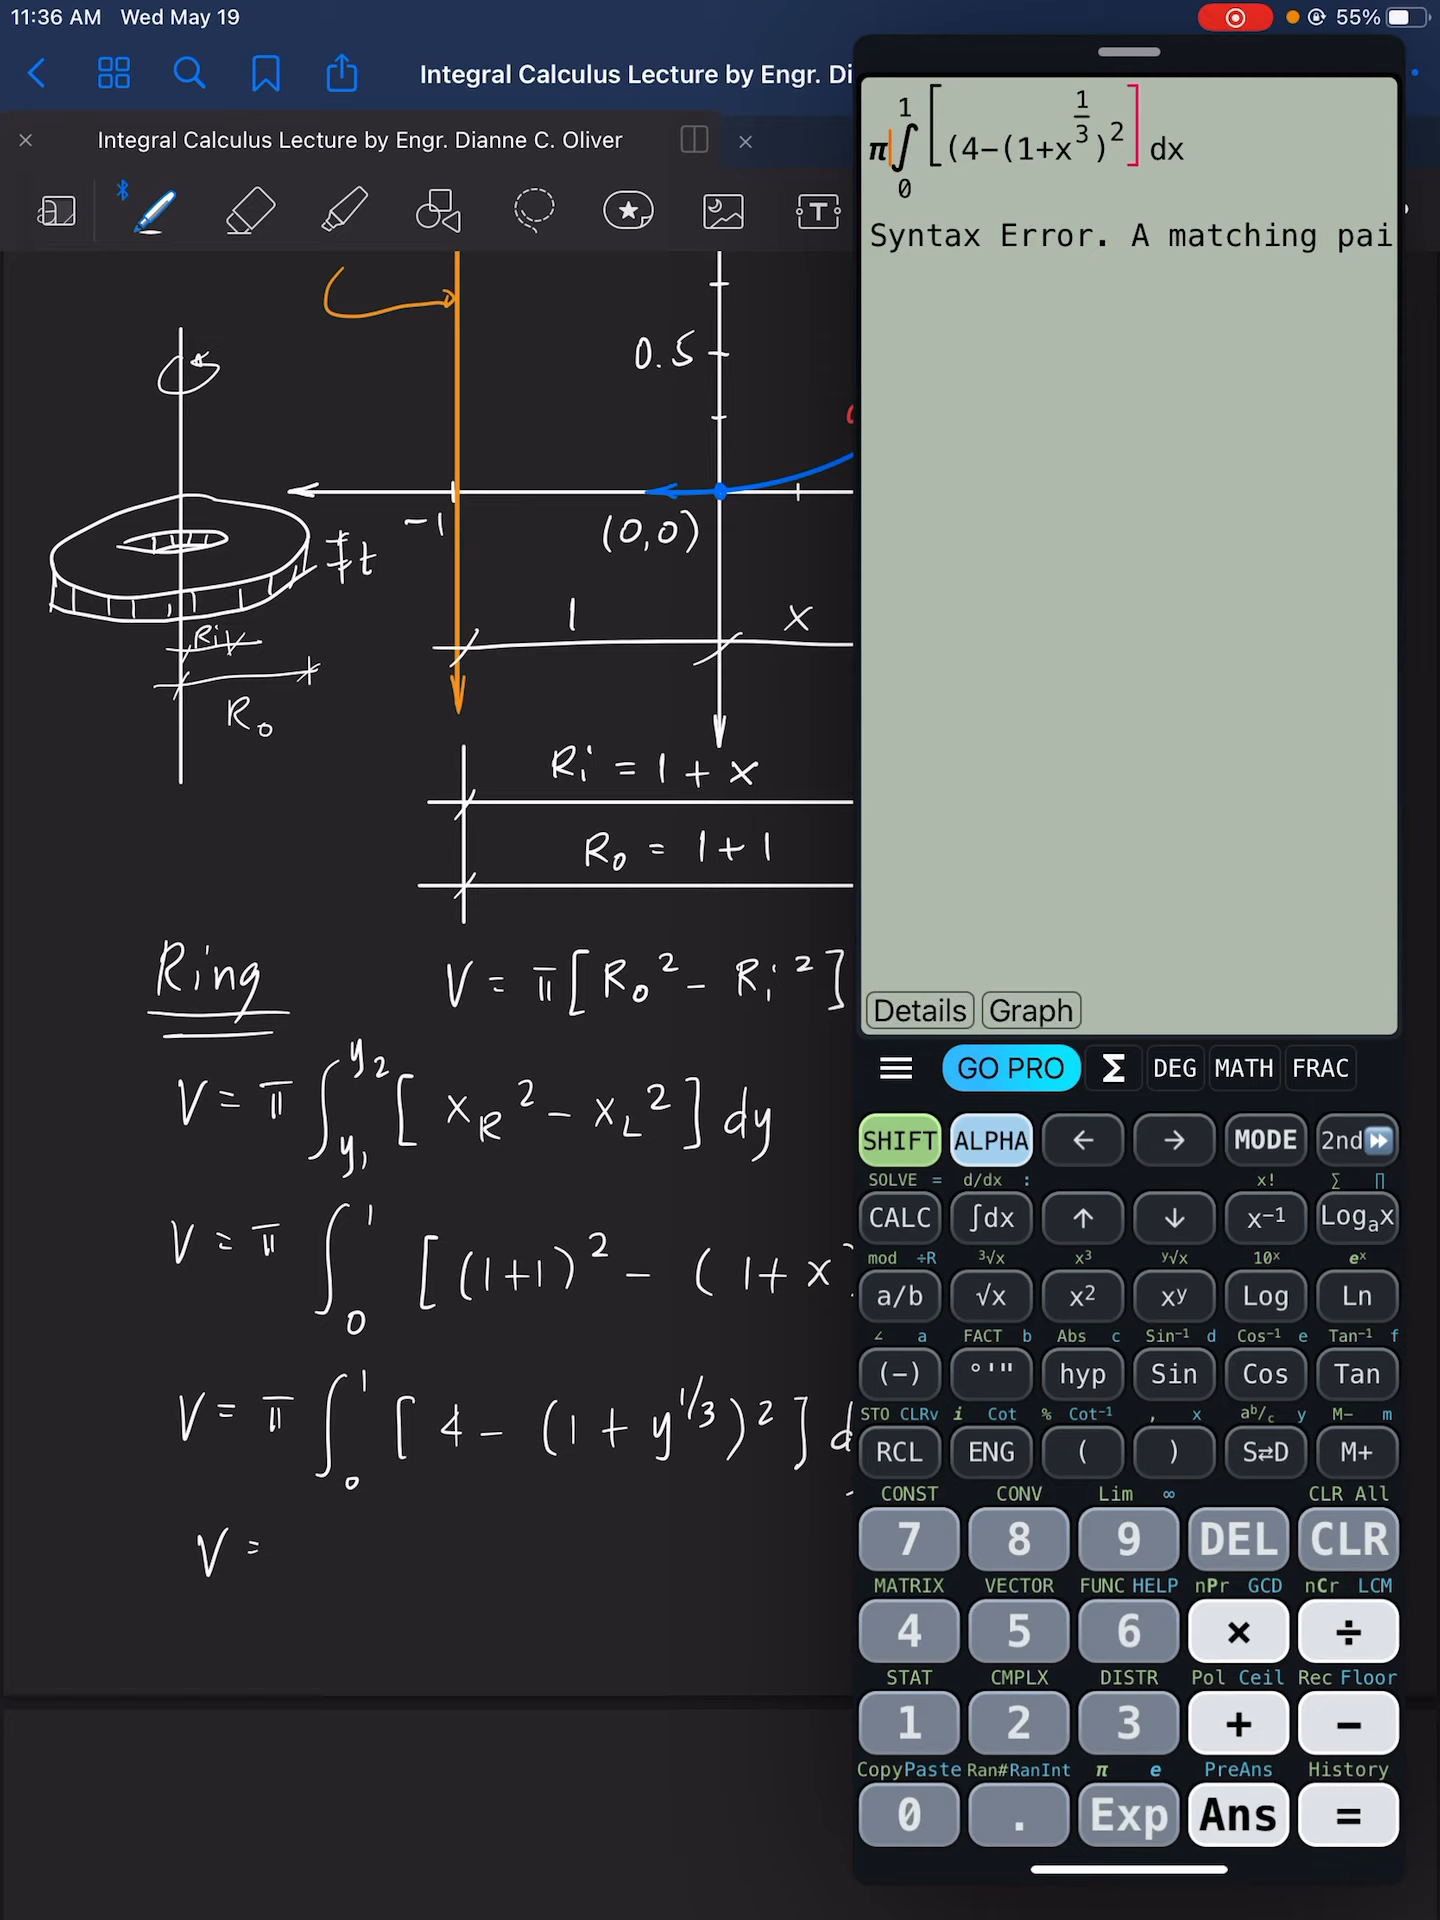 11:36 AM Wed May 19
55%
Integral Calculus Lecture by Engr. Di
Integral Calculus Lecture by Engr. Dianne C. Oliver
T
0.5
-1
(0,0)
t
1 x
Ri
Ro
Ri = 1 + x
Ro = 1 + 1
Ring
V = π [ Ro² - Ri² ]
V = π ∫y₁^y₂ [ xR² - xL² ] dy
V = π ∫₀¹ [ (1+1)² - ( 1 + x
V = π ∫₀¹ [ 4 - (1 + y^1/3)² ] d
V =
π∫₀¹ [(4-(1+x^(1/3))²] dx
Syntax Error. A matching pai
Details Graph
GO PRO Σ DEG MATH FRAC
SHIFT ALPHA ← → MODE 2nd
SOLVE = d/dx : x! ∑ ∏
CALC ∫dx ↑ ↓ x⁻¹ Logₐx
mod ÷R ³√x x³ ʸ√x 10ˣ eˣ
a/b √x x² xʸ Log Ln
∠ a FACT b Abs c Sin⁻¹ d Cos⁻¹ e Tan⁻¹ f
(−) °'" hyp Sin Cos Tan
STO CLRv i Cot % Cot⁻¹ , x aᵇ/c y M− m
RCL ENG ( ) S⇄D M+
CONST CONV Lim ∞ CLR All
7 8 9 DEL CLR
MATRIX VECTOR FUNC HELP nPr GCD nCr LCM
4 5 6 × ÷
STAT CMPLX DISTR Pol Ceil Rec Floor
1 2 3 + −
Copy Paste Ran# RanInt π e PreAns History
0 . Exp Ans =